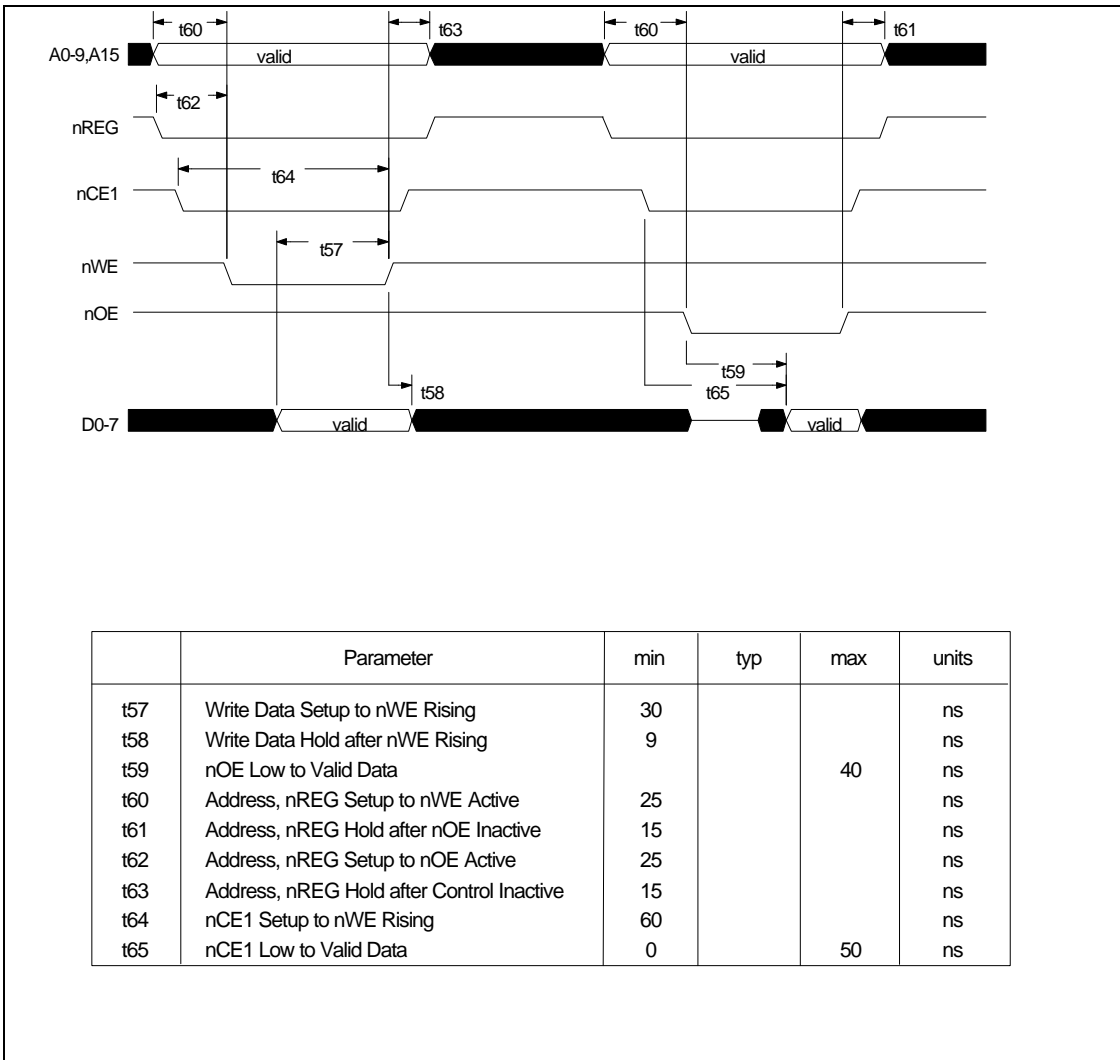 t60 t63 t60 t61
A0-9,A15 valid valid
t62
nREG
t64
nCE1
t57
nWE
nOE
t59
t58 t65
D0-7 valid valid
Parameter min typ max units
t57 Write Data Setup to nWE Rising 30 ns
t58 Write Data Hold after nWE Rising 9 ns
t59 nOE Low to Valid Data 40 ns
t60 Address, nREG Setup to nWE Active 25 ns
t61 Address, nREG Hold after nOE Inactive 15 ns
t62 Address, nREG Setup to nOE Active 25 ns
t63 Address, nREG Hold after Control Inactive 15 ns
t64 nCE1 Setup to nWE Rising 60 ns
t65 nCE1 Low to Valid Data 0 50 ns